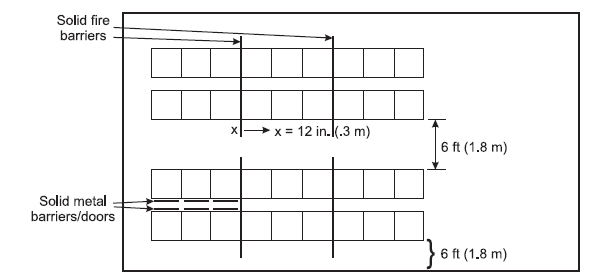 Solid fire
barriers
x x = 12 in. (.3 m)
6 ft (1.8 m)
Solid metal
barriers/doors
6 ft (1.8 m)